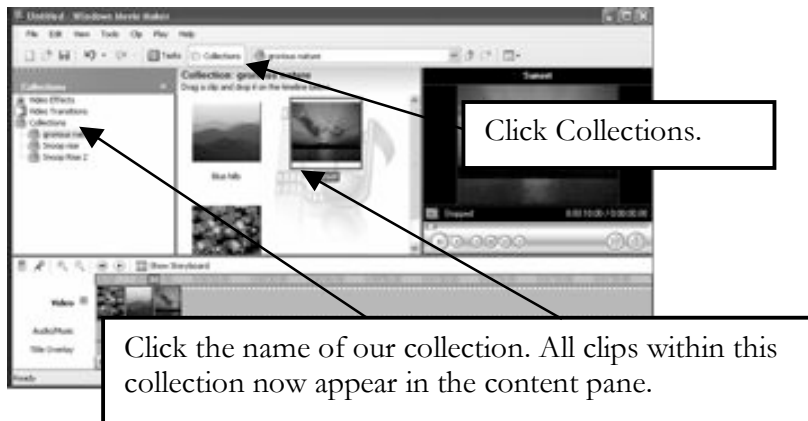 Untitled - Windows Movie Maker
File Edit View Tools Clip Play Help
Tasks Collections
Collections
Collection:
Drag a clip and drop it on the timeline below.
Sunset
Video Effects
Video Transitions
Collections
Click Collections.
Blue hills
Stopped
Show Storyboard
Video
Audio/Music
Title Overlay
Ready
Click the name of our collection. All clips within this
collection now appear in the content pane.